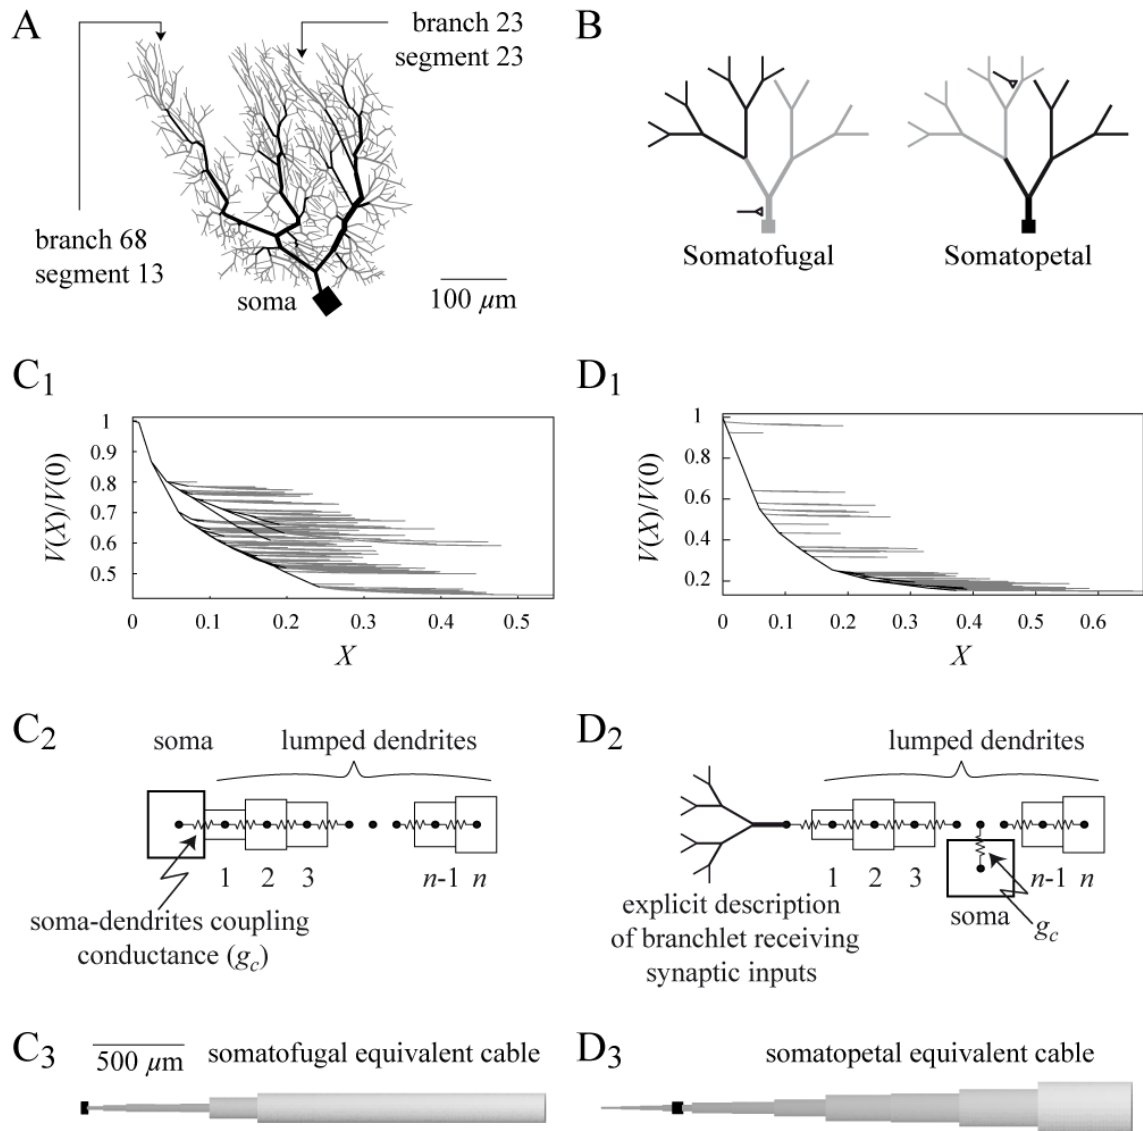 A
branch 23
segment 23
branch 68
segment 13
soma
100 μm
B
Somatofugal
Somatopetal
C1
V(X)/V(0)
1
0.9
0.8
0.7
0.6
0.5
0
0.1
0.2
0.3
0.4
0.5
X
D1
V(X)/V(0)
1
0.8
0.6
0.4
0.2
0
0.1
0.2
0.3
0.4
0.5
0.6
X
C2
soma
lumped dendrites
1
2
3
n-1
n
soma-dendrites coupling
conductance (gc)
D2
lumped dendrites
1
2
3
n-1
n
soma
gc
explicit description
of branchlet receiving
synaptic inputs
C3
500 μm
somatofugal equivalent cable
D3
somatopetal equivalent cable